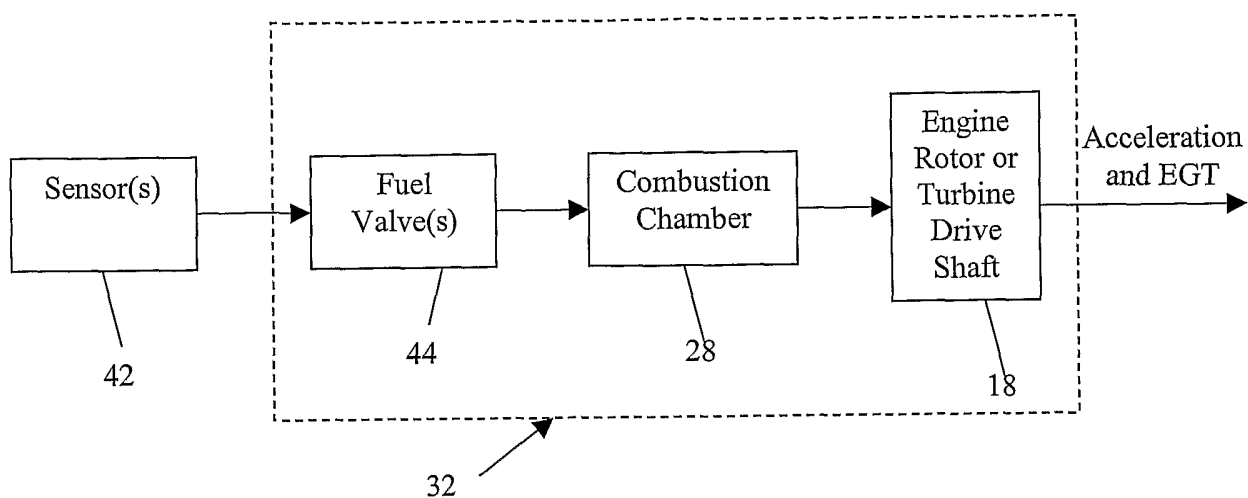 Sensor(s)
Fuel
Valve(s)
Combustion
Chamber
Engine
Rotor or
Turbine
Drive
Shaft
Acceleration
and EGT
42
44
28
18
32